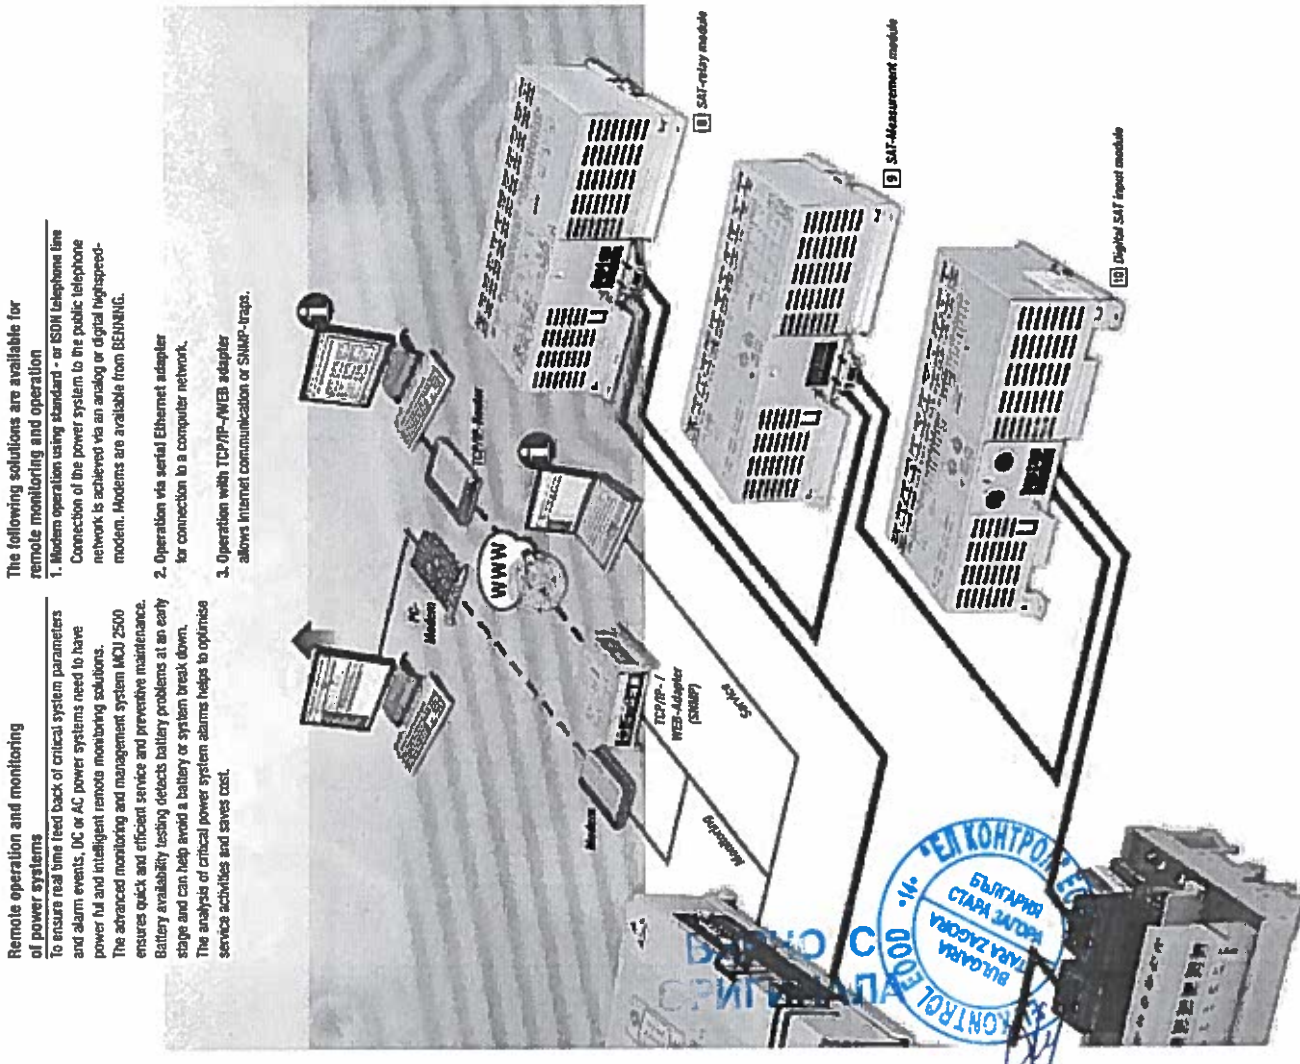 Remote operation and monitoring
of power systems
To ensure real time feed back of critical system parameters
and alarm events, DC or AC power systems need to have
power ful and intelligent remote monitoring solutions.
The advanced monitoring and management system MCU 2500
ensures quick and efficient service and preventive maintenance.
Battery availability testing detects battery problems at an early
stage and can help avoid a battery or system break down.
The analysis of critical power system alarms helps to optimise
service activities and saves cost.
The following solutions are available for
remote monitoring and operation
1. Modem operation using standard - or ISDN telephone line
Connection of the power system to the public telephone
network is achieved via an analog or digital highspeed-
modem. Modems are available from BENNING.
2. Operation via serial Ethernet adapter
for connection to a computer network.
3. Operation with TCP/IP-/WEB adapter
allows Internet communication or SNMP-traps.
PC-
Modem
TCP/IP-Router
WWW
Modem
TCP/IP- /
WEB-Adapter
(SNMP)
Service
Monitoring
8 SAT-relay module
9 SAT-Measurement module
10 Digital SAT input module
ВЯРНО С
ОРИГИНАЛА
"ЕЛ КОНТРОЛ" ЕО
*14*
БЪЛГАРИЯ
СТАРА ЗАГОРА
STARA ZAGORA
BULGARIA
KONTROL EOOD